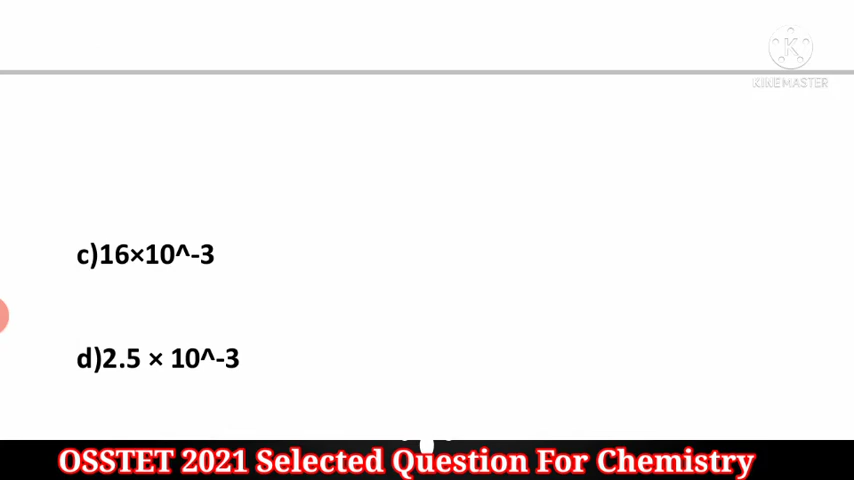 K
KINEMASTER
c)16×10^-3
d)2.5 × 10^-3
OSSTET 2021 Selected Question For Chemistry